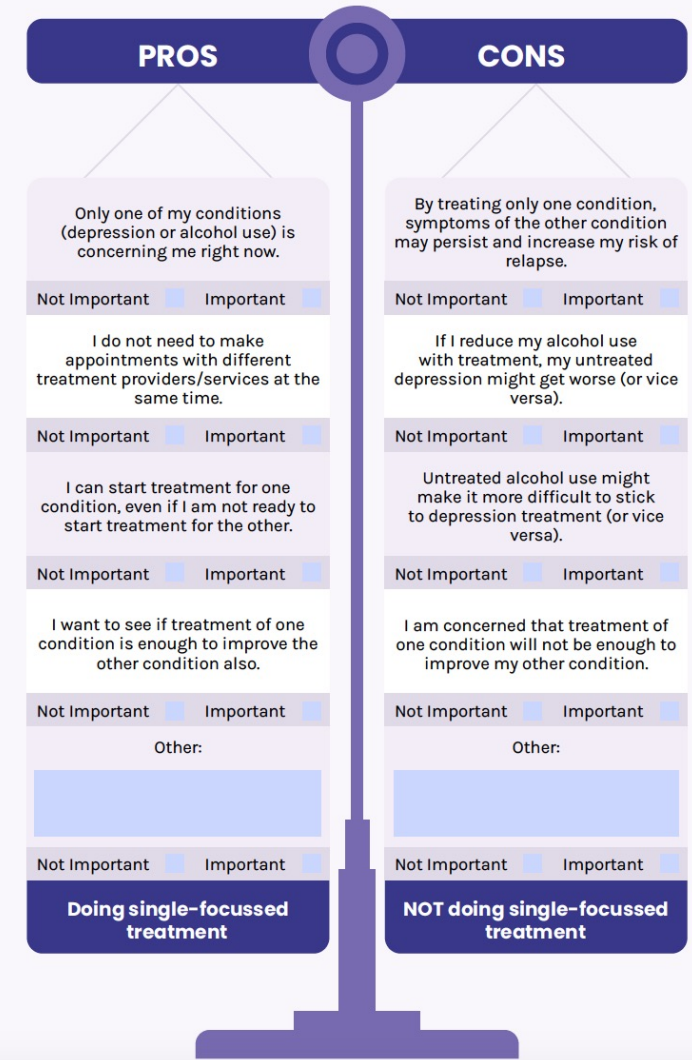 PROS
CONS
Only one of my conditions
(depression or alcohol use) is
concerning me right now.
Not Important Important
I do not need to make
appointments with different
treatment providers/services at the
same time.
Not Important Important
I can start treatment for one
condition, even if I am not ready to
start treatment for the other.
Not Important Important
I want to see if treatment of one
condition is enough to improve the
other condition also.
Not Important Important
Other:
Not Important Important
Doing single-focussed
treatment
By treating only one condition,
symptoms of the other condition
may persist and increase my risk of
relapse.
Not Important Important
If I reduce my alcohol use
with treatment, my untreated
depression might get worse (or vice
versa).
Not Important Important
Untreated alcohol use might
make it more difficult to stick
to depression treatment (or vice
versa).
Not Important Important
I am concerned that treatment of
one condition will not be enough to
improve my other condition.
Not Important Important
Other:
Not Important Important
NOT doing single-focussed
treatment